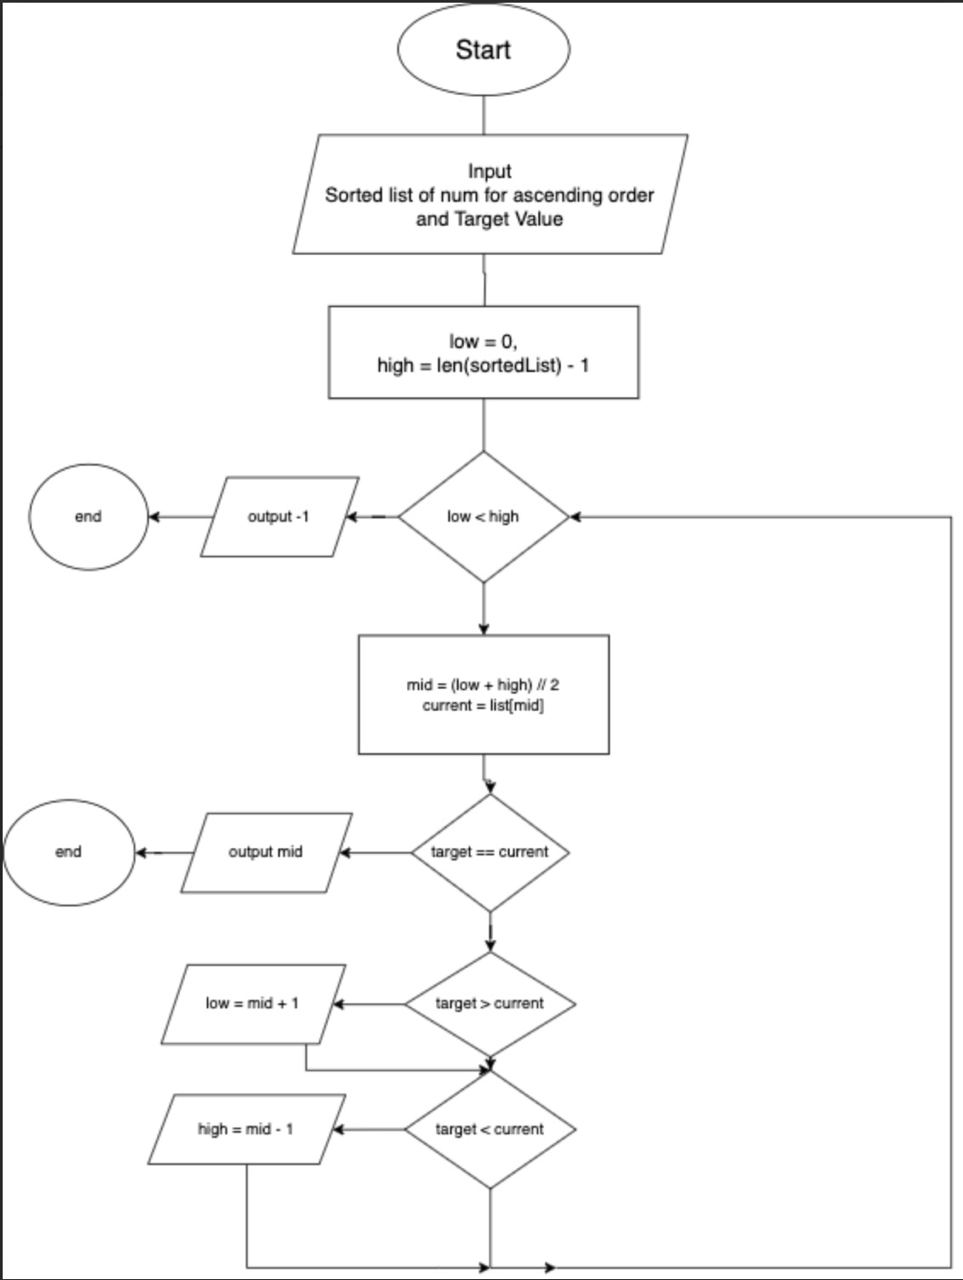 Start
Input
Sorted list of num for ascending order
and Target Value
low = 0,
high = len(sortedList) - 1
end
output -1
low < high
mid = (low + high) // 2
current = list[mid]
end
output mid
target == current
low = mid + 1
target > current
high = mid - 1
target < current